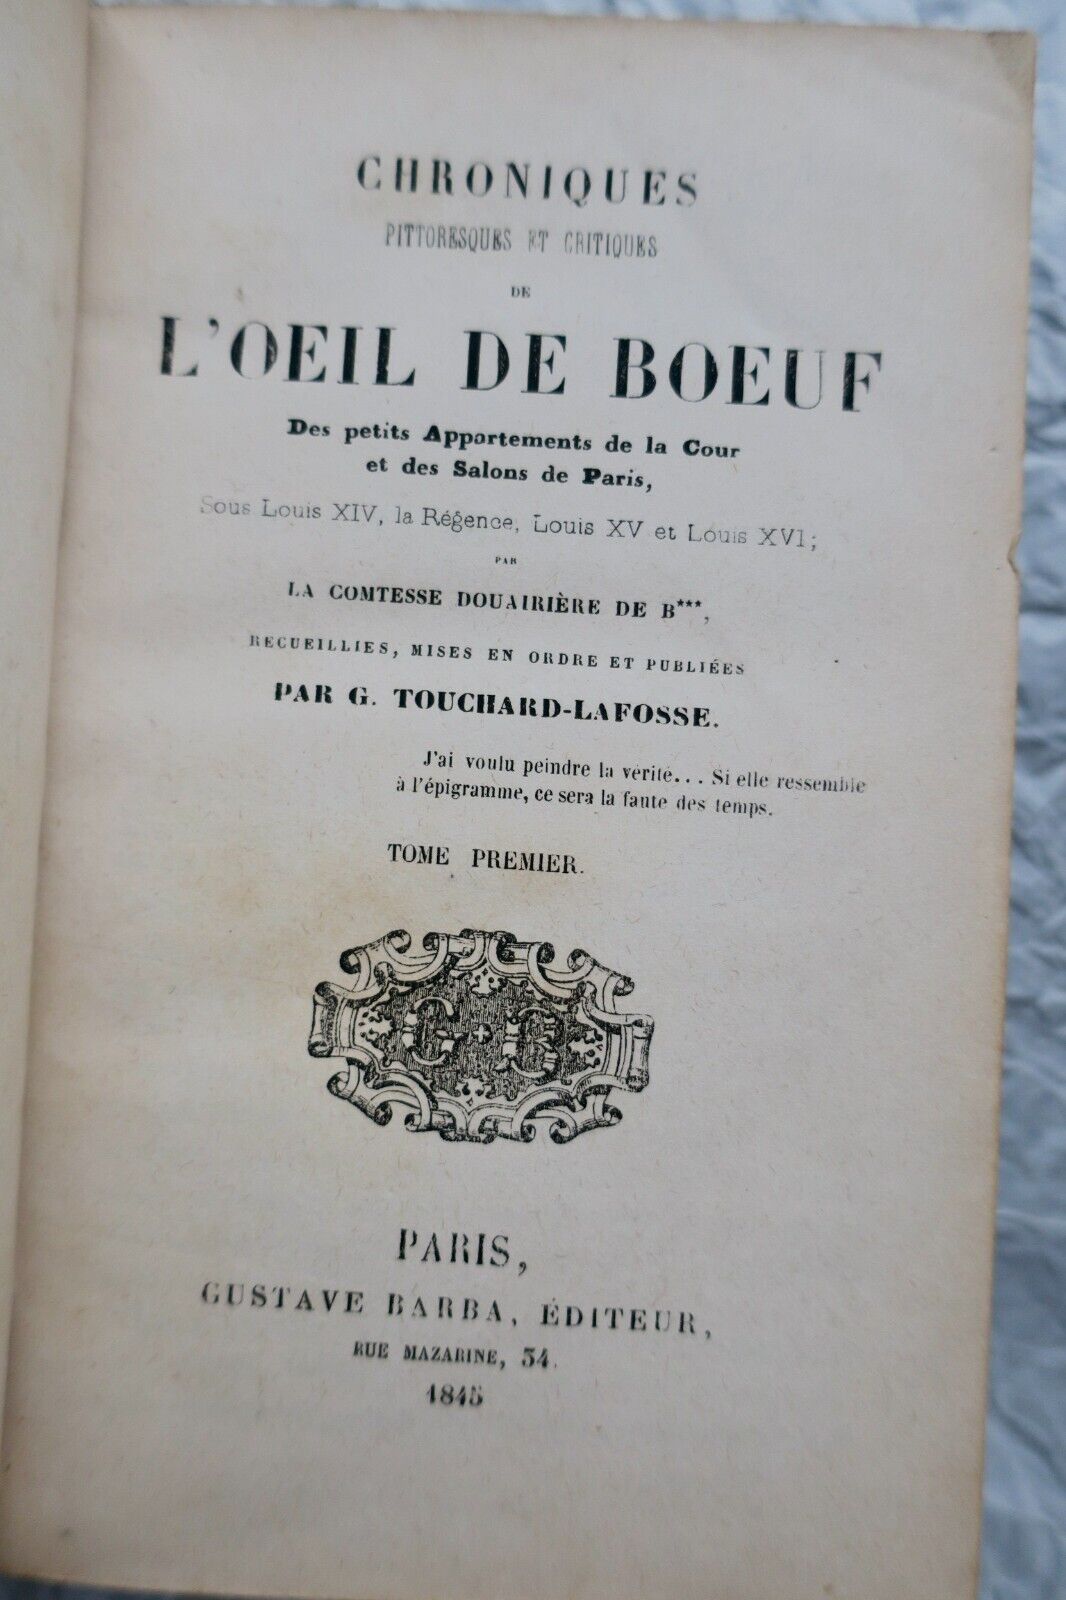 CHRONIQUES
PITTORESQUES ET CRITIQUES
DE
L'OEIL DE BOEUF
Des petits Appartements de la Cour
et des Salons de Paris,
Sous Louis XIV, la Régence, Louis XV et Louis XVI;
PAR
LA COMTESSE DOUAIRIÈRE DE B***,
RECUEILLIES, MISES EN ORDRE ET PUBLIÉES
PAR G. TOUCHARD-LAFOSSE.
J'ai voulu peindre la vérité... Si elle ressemble
à l'épigramme, ce sera la faute des temps.
TOME PREMIER.
G·B
PARIS,
GUSTAVE BARBA, ÉDITEUR,
RUE MAZARINE, 34.
1845